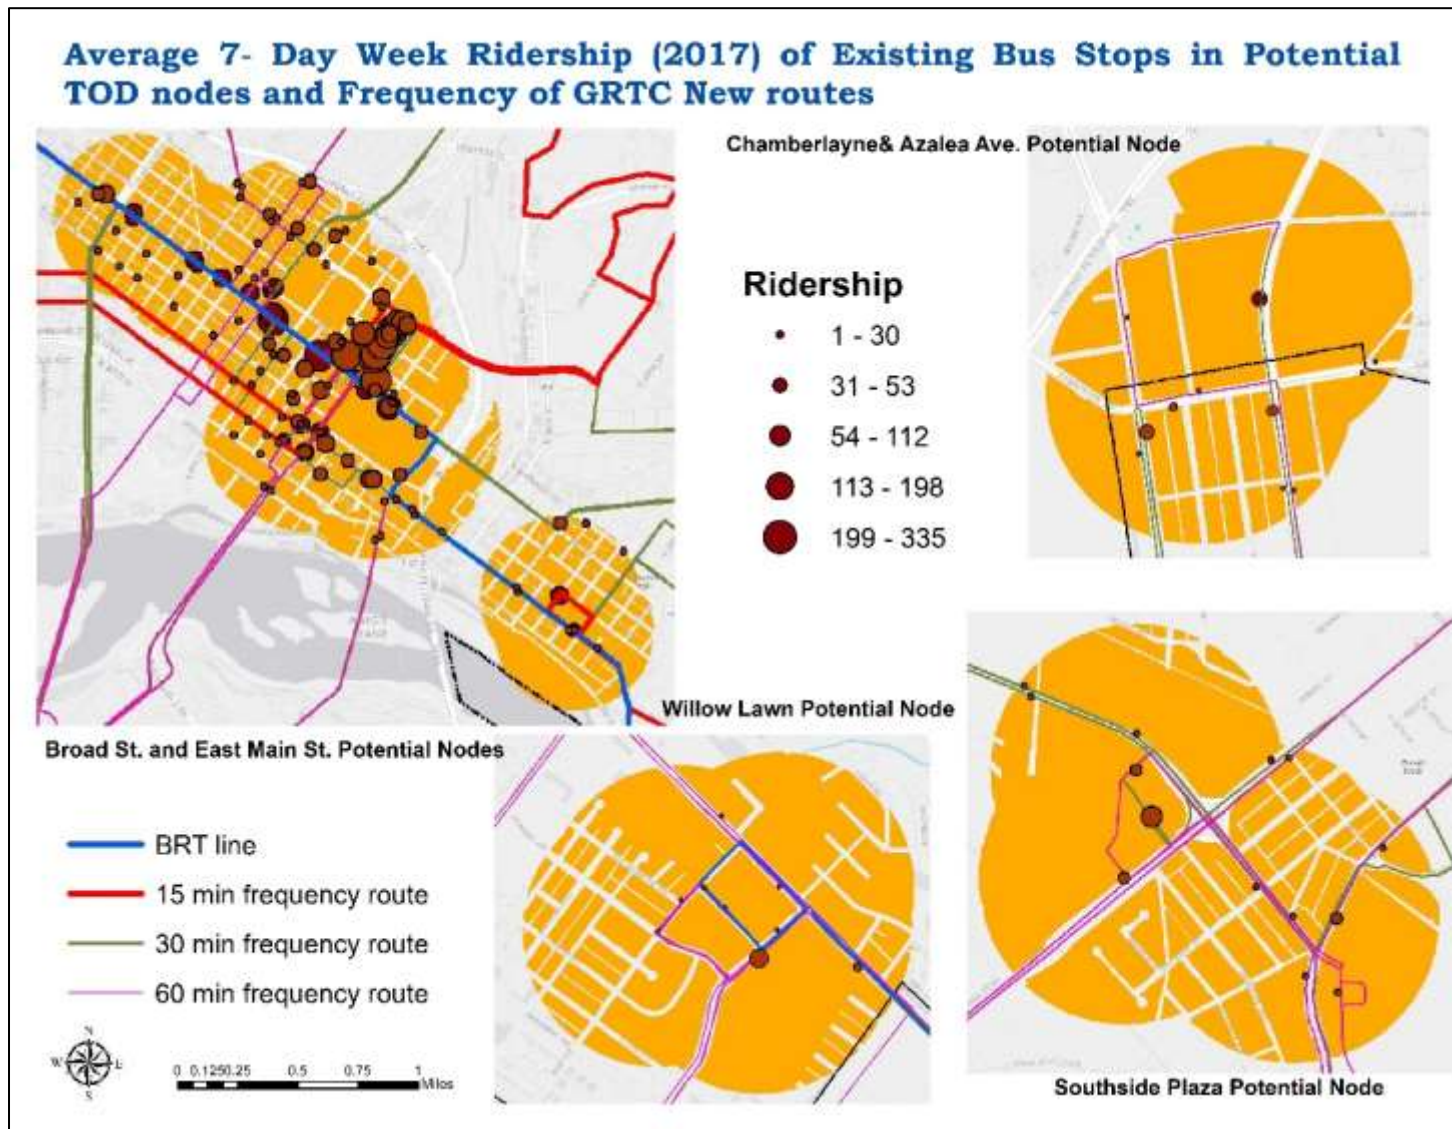 Average 7- Day Week Ridership (2017) of Existing Bus Stops in Potential
TOD nodes and Frequency of GRTC New routes
Chamberlayne& Azalea Ave. Potential Node
Ridership
1 - 30
31 - 53
54 - 112
113 - 198
199 - 335
Willow Lawn Potential Node
Broad St. and East Main St. Potential Nodes
BRT line
15 min frequency route
30 min frequency route
60 min frequency route
N
W
E
S
0 0.1250.25 0.5 0.75 1
Miles
Southside Plaza Potential Node